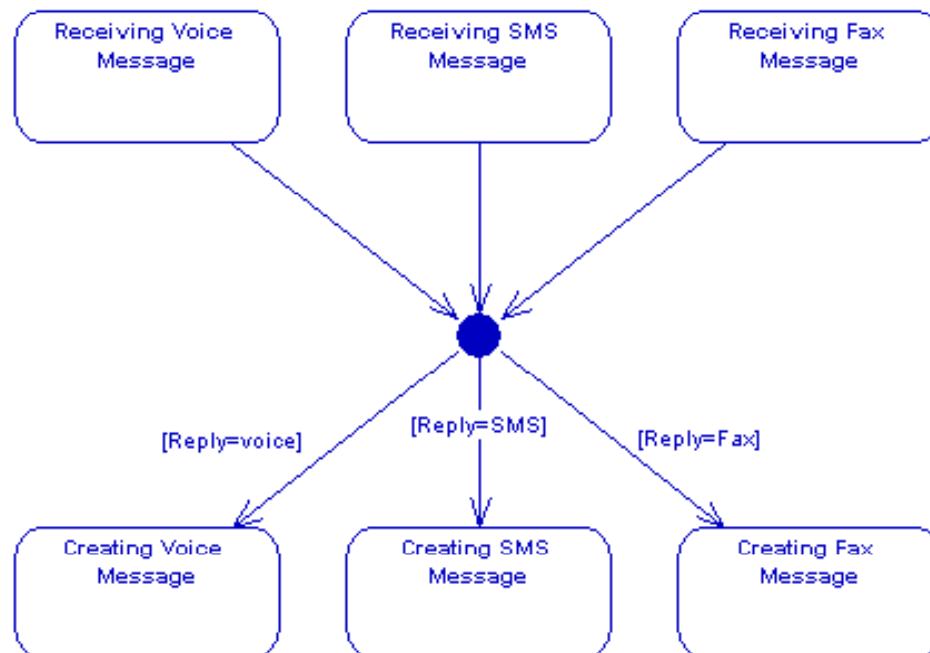 Receiving Voice
Message
Receiving SMS
Message
Receiving Fax
Message
[Reply=voice]
[Reply=SMS]
[Reply=Fax]
Creating Voice
Message
Creating SMS
Message
Creating Fax
Message